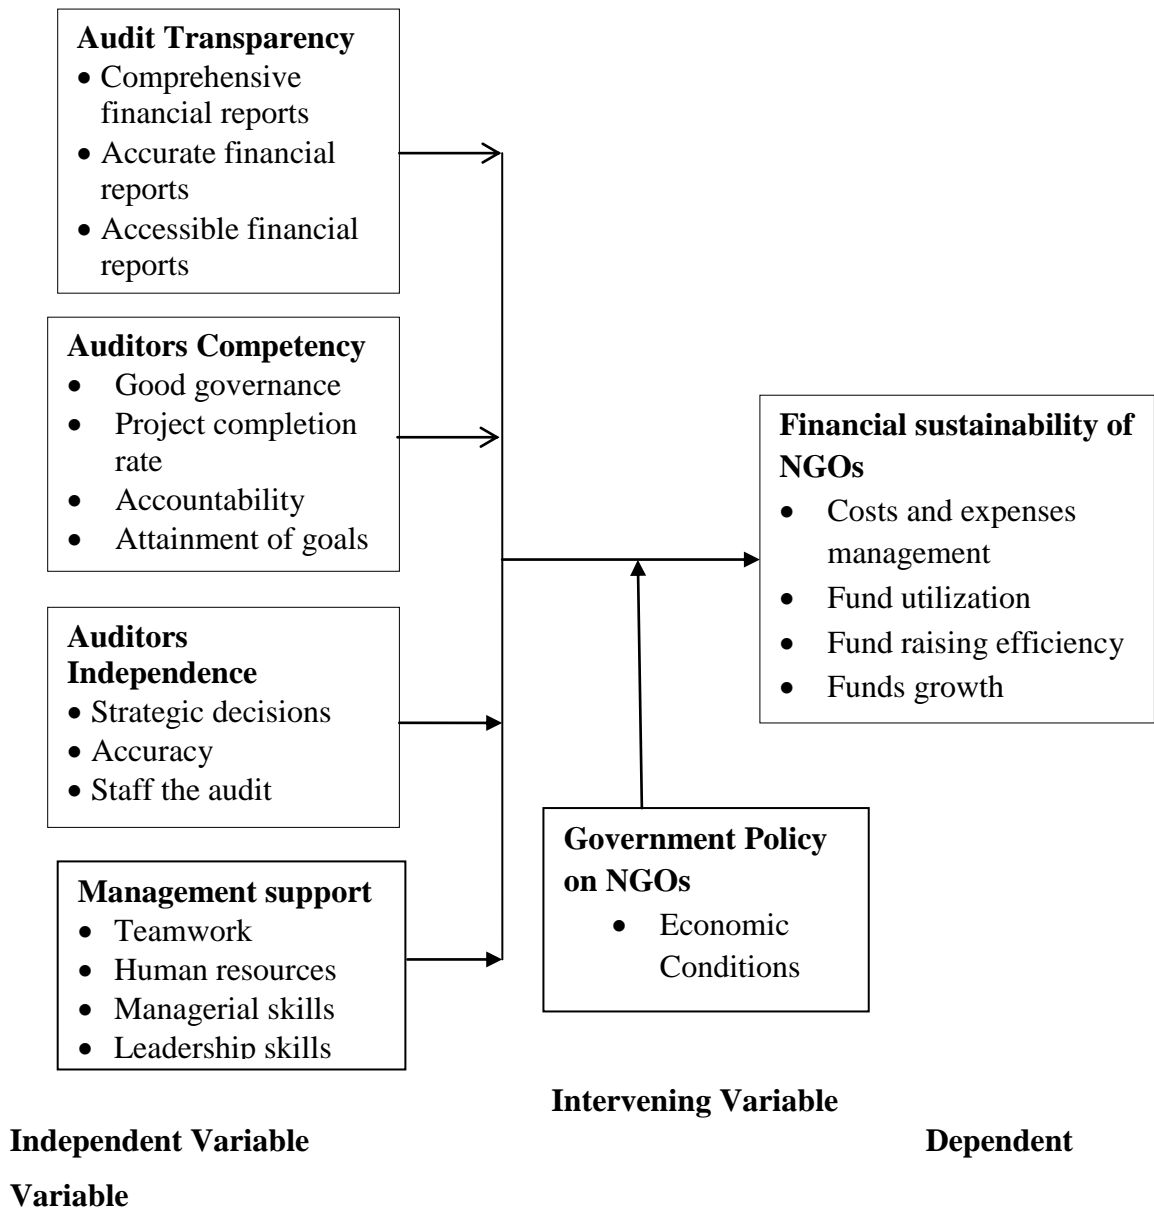 Audit Transparency
• Comprehensive
financial reports
• Accurate financial
reports
• Accessible financial
reports
Auditors Competency
• Good governance
• Project completion
rate
• Accountability
• Attainment of goals
Auditors
Independence
• Strategic decisions
• Accuracy
• Staff the audit
Management support
• Teamwork
• Human resources
• Managerial skills
• Leadership skills
Financial sustainability of
NGOs
• Costs and expenses
management
• Fund utilization
• Fund raising efficiency
• Funds growth
Government Policy
on NGOs
• Economic
Conditions
Intervening Variable
Independent Variable Dependent
Variable